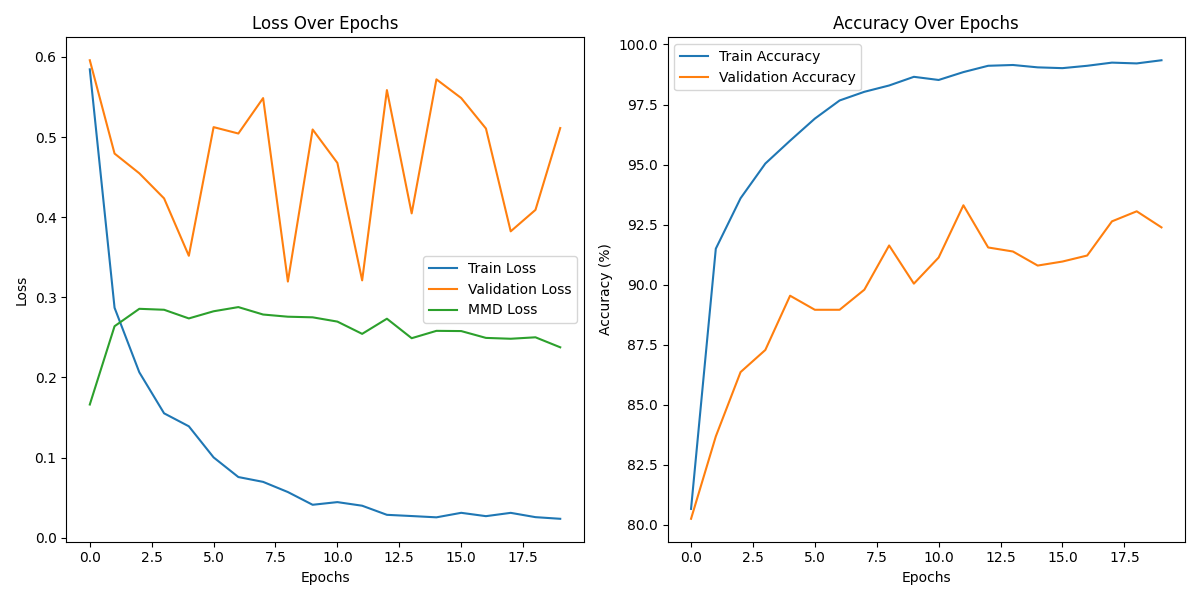 Loss Over Epochs
0.6
0.5
0.4
0.3
0.2
0.1
0.0
Loss
Train Loss
Validation Loss
MMD Loss
0.0 2.5 5.0 7.5 10.0 12.5 15.0 17.5
Epochs
Accuracy Over Epochs
100.0
97.5
95.0
92.5
90.0
87.5
85.0
82.5
80.0
Accuracy (%)
Train Accuracy
Validation Accuracy
0.0 2.5 5.0 7.5 10.0 12.5 15.0 17.5
Epochs